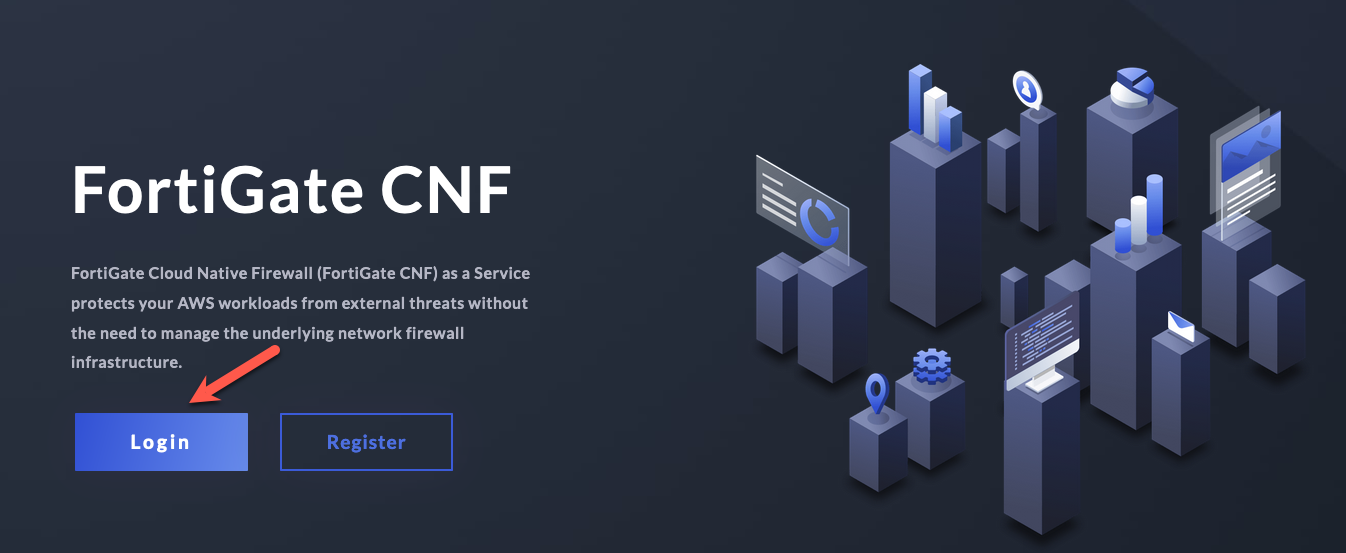 FortiGate CNF
FortiGate Cloud Native Firewall (FortiGate CNF) as a Service
protects your AWS workloads from external threats without
the need to manage the underlying network firewall
infrastructure.
Login
Register